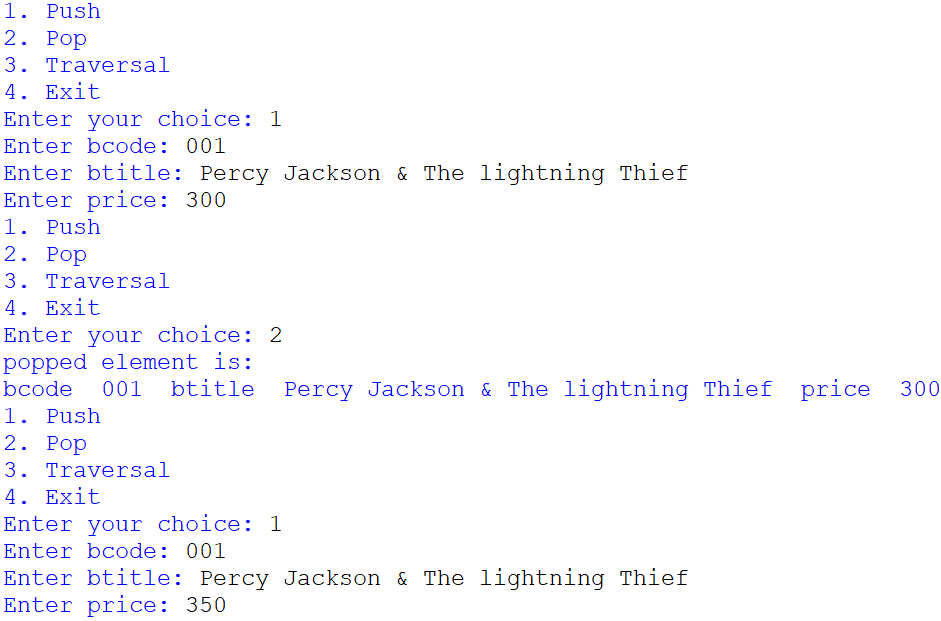 1. Push
2. Pop
3. Traversal
4. Exit
Enter your choice: 1
Enter bcode: 001
Enter btitle: Percy Jackson & The lightning Thief
Enter price: 300
1. Push
2. Pop
3. Traversal
4. Exit
Enter your choice: 2
popped element is:
bcode  001  btitle  Percy Jackson & The lightning Thief  price  300
1. Push
2. Pop
3. Traversal
4. Exit
Enter your choice: 1
Enter bcode: 001
Enter btitle: Percy Jackson & The lightning Thief
Enter price: 350